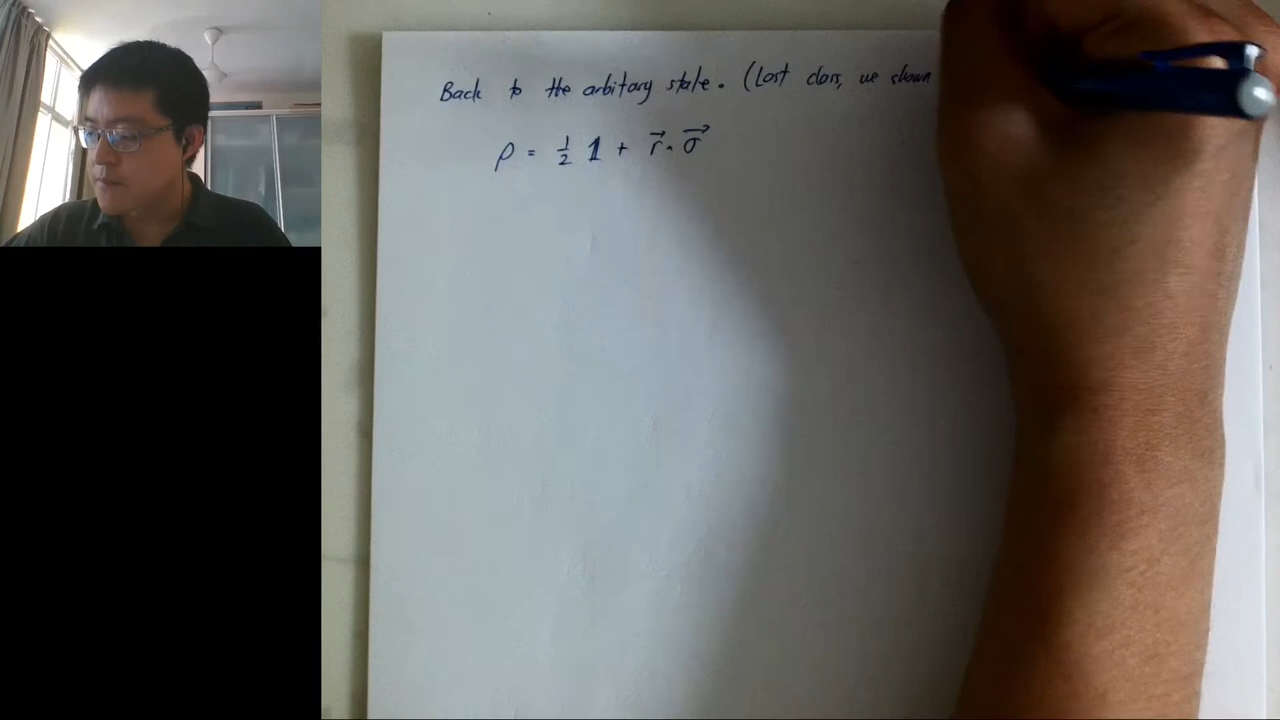 Back to the arbitary state. (Last class, we shown
ρ = 1/2 𝟙 + r⃗ · σ⃗